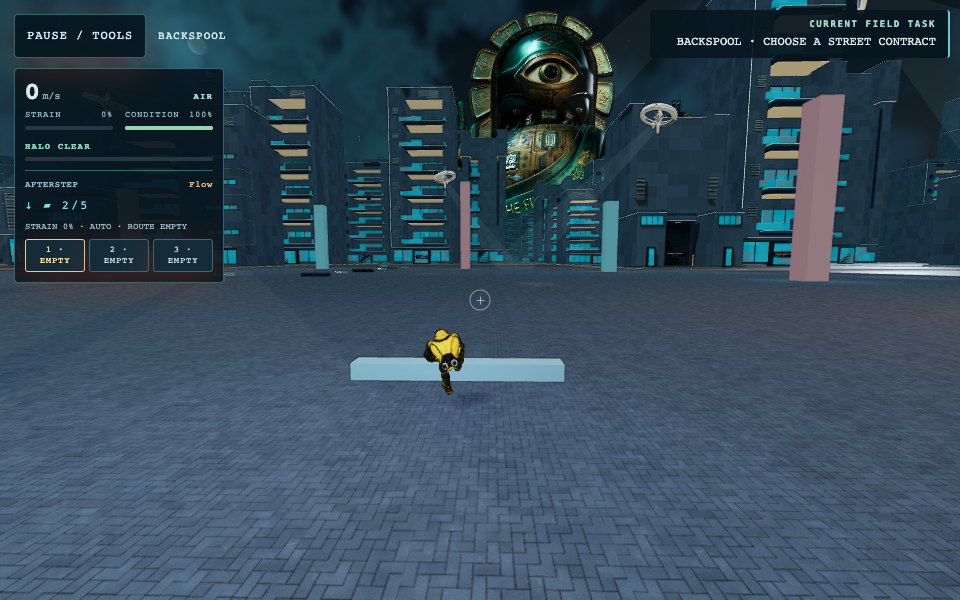 PAUSE / TOOLS
BACKSPOOL
CURRENT FIELD TASK
BACKSPOOL • CHOOSE A STREET CONTRACT
0 m/s
AIR
STRAIN 0%
CONDITION 100%
HALO CLEAR
AFTERSTEP
Flow
↓ ▰ 2/5
STRAIN 0% • AUTO • ROUTE EMPTY
1 •
EMPTY
2 •
EMPTY
3 •
EMPTY